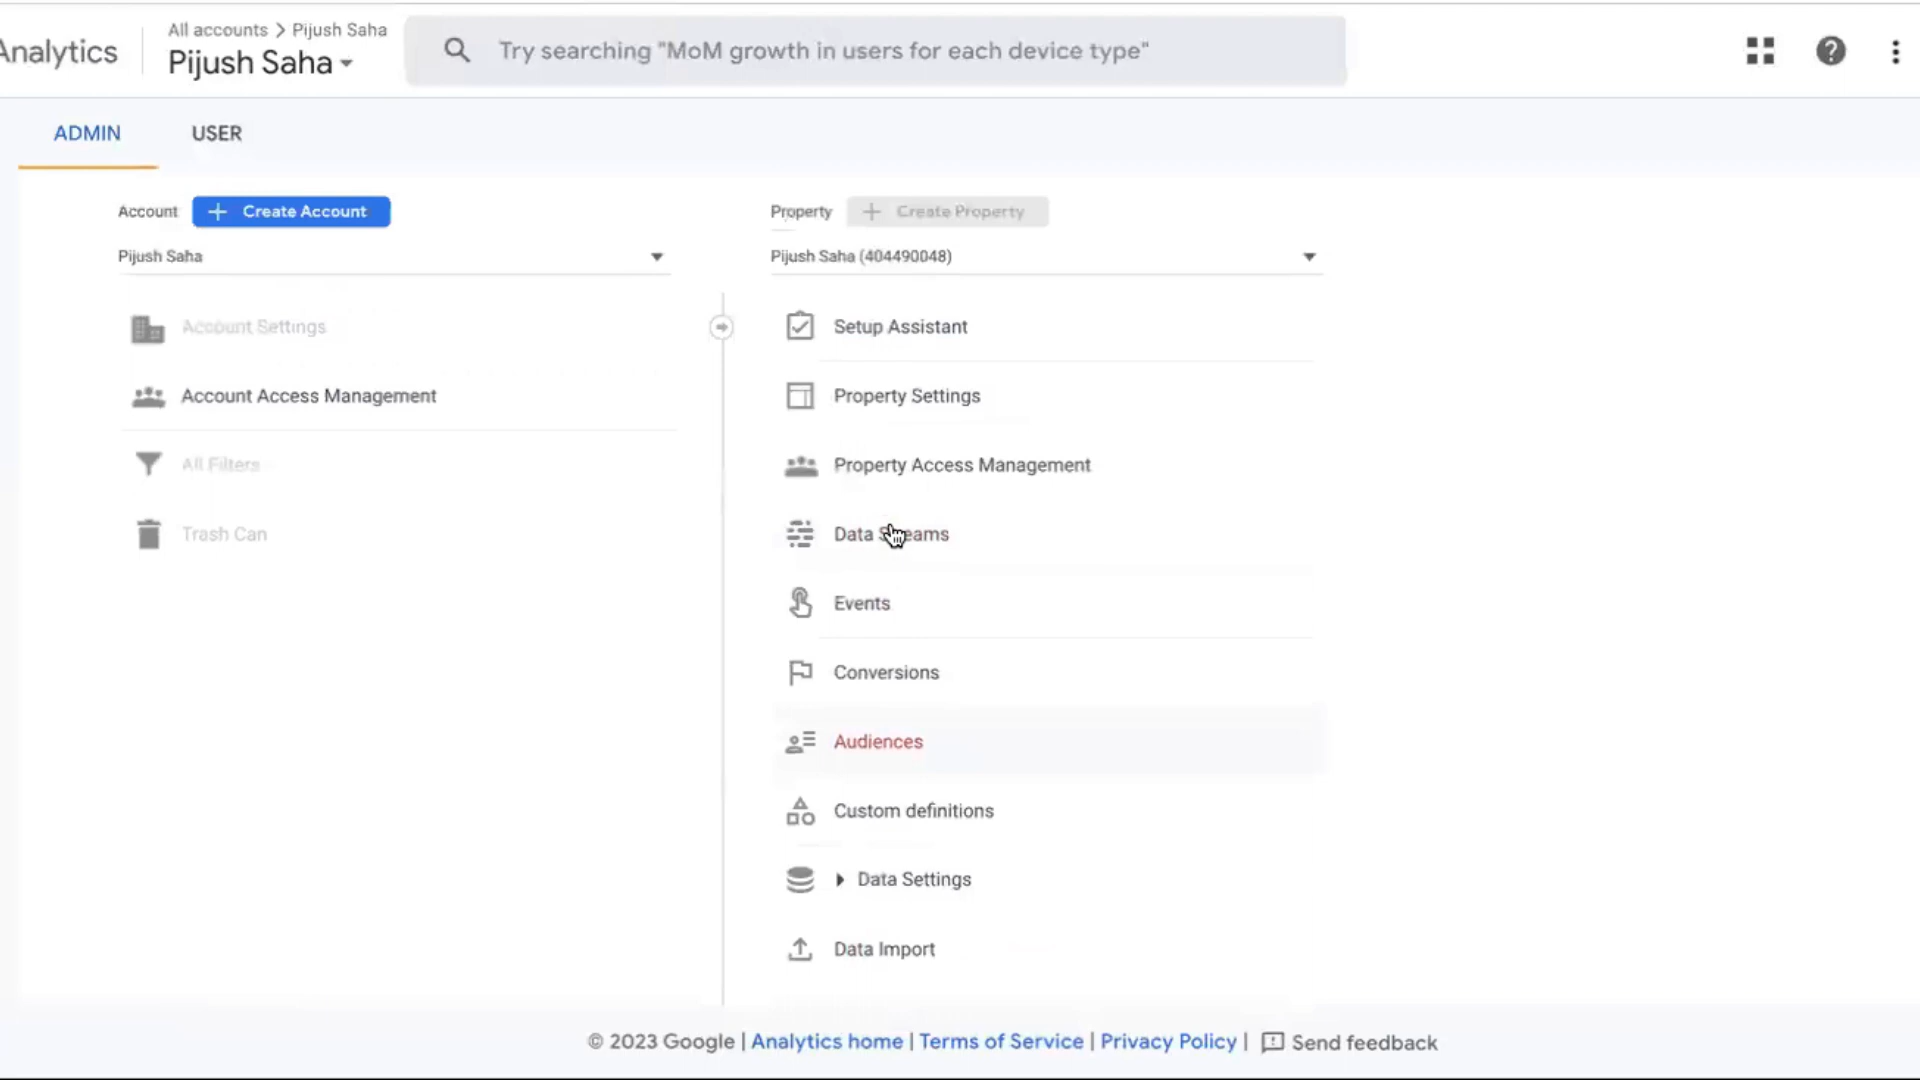 Analytics
All accounts > Pijush Saha
Pijush Saha
Try searching "MoM growth in users for each device type"
ADMIN
USER
Account
+ Create Account
Property
+ Create Property
Pijush Saha
Pijush Saha (404490048)
Account Settings
Account Access Management
All Filters
Trash Can
Setup Assistant
Property Settings
Property Access Management
Data Streams
Events
Conversions
Audiences
Custom definitions
Data Settings
Data Import
© 2023 Google | Analytics home | Terms of Service | Privacy Policy | Send feedback